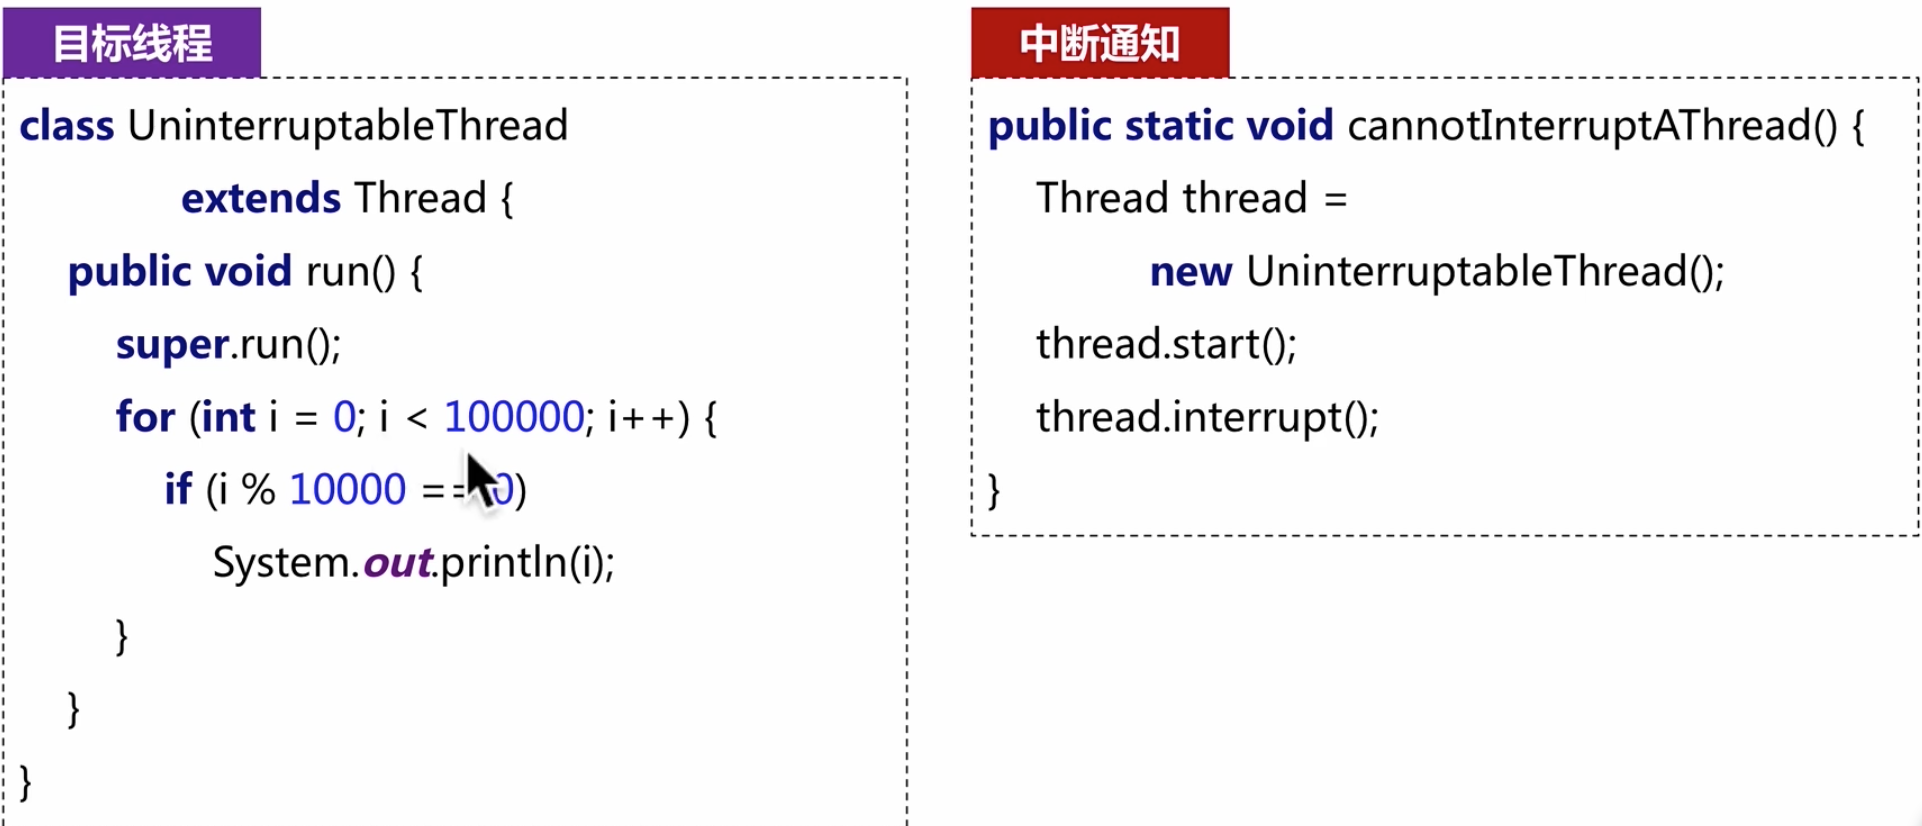 目标线程
class UninterruptableThread
extends Thread {
public void run() {
super.run();
for (int i = 0; i < 100000; i++) {
if (i % 10000 == 0)
System.out.println(i);
}
}
}
中断通知
public static void cannotInterruptAThread() {
Thread thread =
new UninterruptableThread();
thread.start();
thread.interrupt();
}